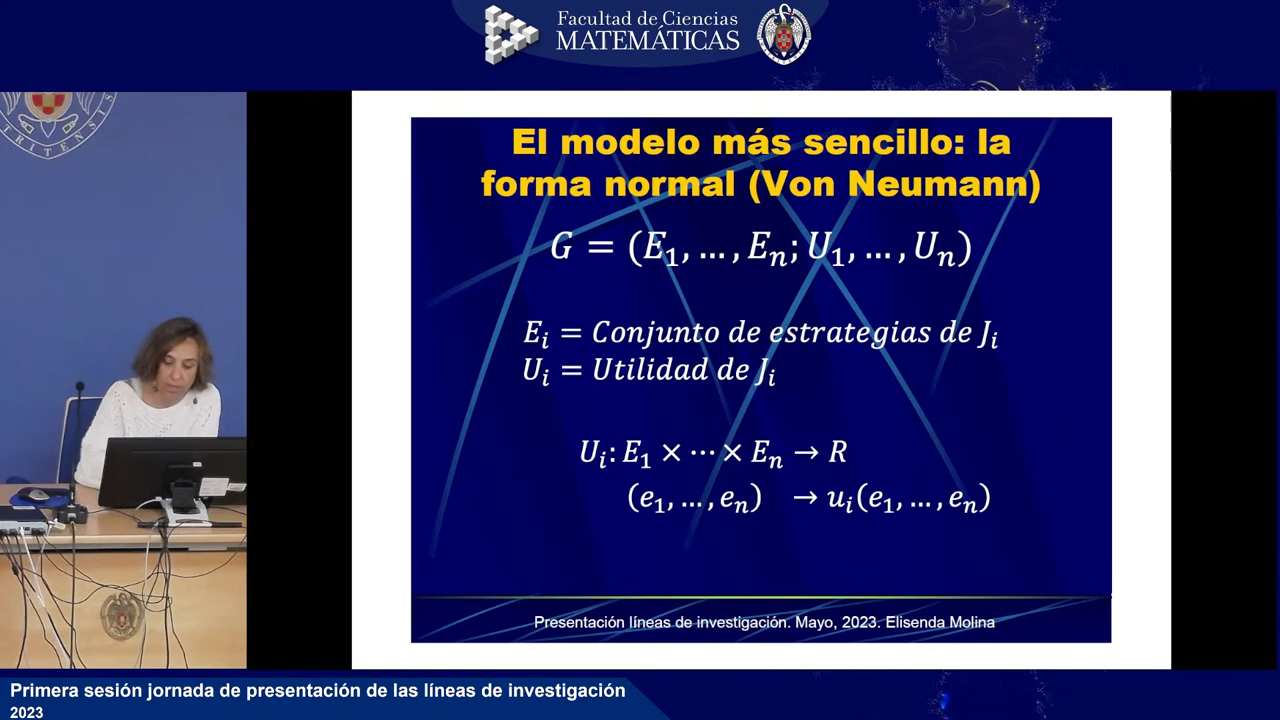 Facultad de Ciencias
MATEMÁTICAS
TRITENSIS
El modelo más sencillo: la
forma normal (Von Neumann)
G = (E₁, … , Eₙ; U₁, … , Uₙ)
Eᵢ = Conjunto de estrategias de Jᵢ
Uᵢ = Utilidad de Jᵢ
Uᵢ: E₁ × ⋯ × Eₙ → R
(e₁, … , eₙ) → uᵢ(e₁, … , eₙ)
Presentación líneas de investigación. Mayo, 2023. Elisenda Molina
Primera sesión jornada de presentación de las líneas de investigación
2023